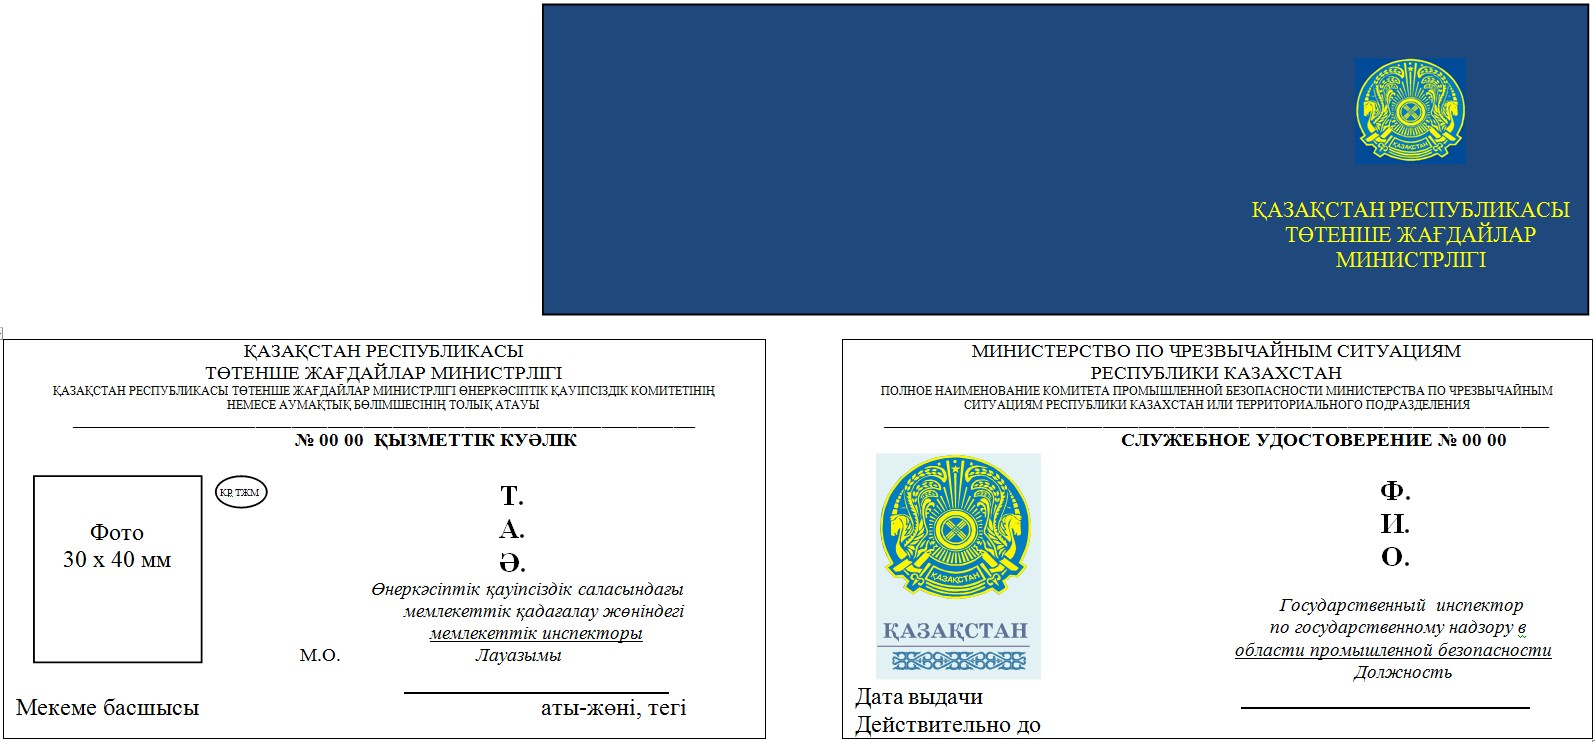 ҚАЗАҚСТАН
ҚАЗАҚСТАН РЕСПУБЛИКАСЫ
ТӨТЕНШЕ ЖАҒДАЙЛАР
МИНИСТРЛІГІ
ҚАЗАҚСТАН РЕСПУБЛИКАСЫ
ТӨТЕНШЕ ЖАҒДАЙЛАР МИНИСТРЛІГІ
ҚАЗАҚСТАН РЕСПУБЛИКАСЫ ТӨТЕНШЕ ЖАҒДАЙЛАР МИНИСТРЛІГІ ӨНЕРКӘСІПТІК ҚАУІПСІЗДІК КОМИТЕТІНІҢ
НЕМЕСЕ АУМАҚТЫҚ БӨЛІМШЕСІНІҢ ТОЛЫҚ АТАУЫ
№ 00 00 ҚЫЗМЕТТІК КУӘЛІК
Фото
30 х 40 мм
ҚР ТЖМ
Т.
А.
Ә.
Өнеркәсіптік қауіпсіздік саласындағы
мемлекеттік қадағалау жөніндегі
мемлекеттік инспекторы
Лауазымы
М.О.
Мекеме басшысы
аты-жөні, тегі
МИНИСТЕРСТВО ПО ЧРЕЗВЫЧАЙНЫМ СИТУАЦИЯМ
РЕСПУБЛИКИ КАЗАХСТАН
ПОЛНОЕ НАИМЕНОВАНИЕ КОМИТЕТА ПРОМЫШЛЕННОЙ БЕЗОПАСНОСТИ МИНИСТЕРСТВА ПО ЧРЕЗВЫЧАЙНЫМ
СИТУАЦИЯМ РЕСПУБЛИКИ КАЗАХСТАН ИЛИ ТЕРРИТОРИАЛЬНОГО ПОДРАЗДЕЛЕНИЯ
СЛУЖЕБНОЕ УДОСТОВЕРЕНИЕ № 00 00
ҚАЗАҚСТАН
ҚАЗАҚСТАН
Ф.
И.
О.
Государственный инспектор
по государственному надзору в
области промышленной безопасности
Должность
Дата выдачи
Действительно до